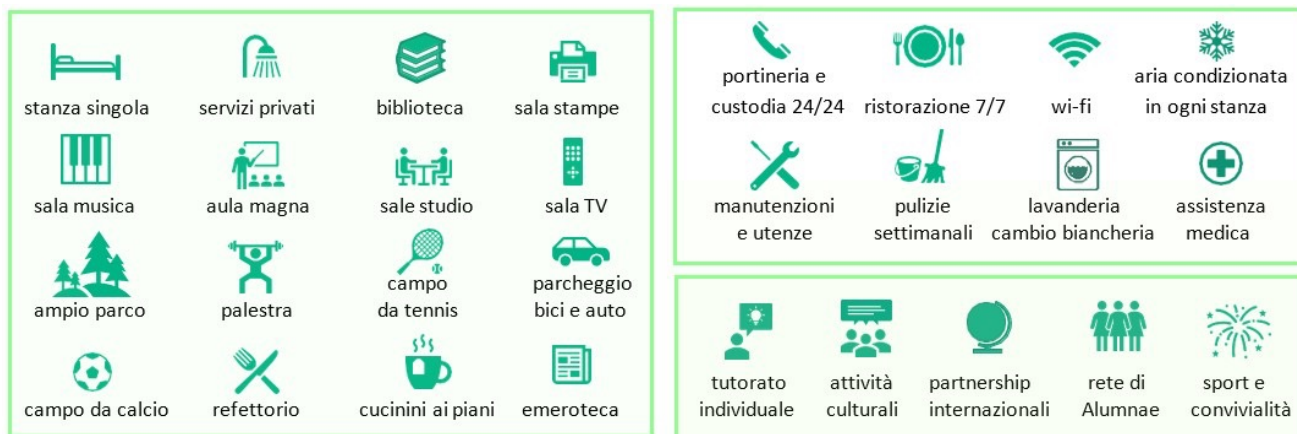 stanza singola
servizi privati
biblioteca
sala stampe
sala musica
aula magna
sale studio
sala TV
ampio parco
palestra
campo
da tennis
parcheggio
bici e auto
campo da calcio
refettorio
cucinini ai piani
emeroteca
portineria e
custodia 24/24
ristorazione 7/7
wi-fi
aria condizionata
in ogni stanza
manutenzioni
e utenze
pulizie
settimanali
lavanderia
cambio biancheria
assistenza
medica
tutorato
individuale
attività
culturali
partnership
internazionali
rete di
Alumnae
sport e
convivialità